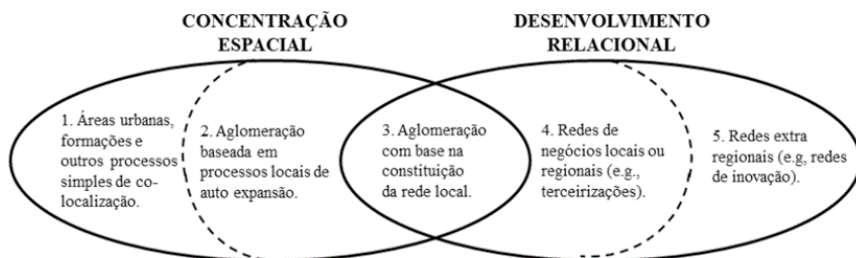 CONCENTRAÇÃO
ESPACIAL
DESENVOLVIMENTO
RELACIONAL
1. Áreas urbanas,
formações e
outros processos
simples de co-
localização.
2. Aglomeração
baseada em
processos locais de
auto expansão.
3. Aglomeração
com base na
constituição
da rede local.
4. Redes de
negócios locais ou
regionais (e.g.,
terceirizações).
5. Redes extra
regionais (e.g, redes
de inovação).